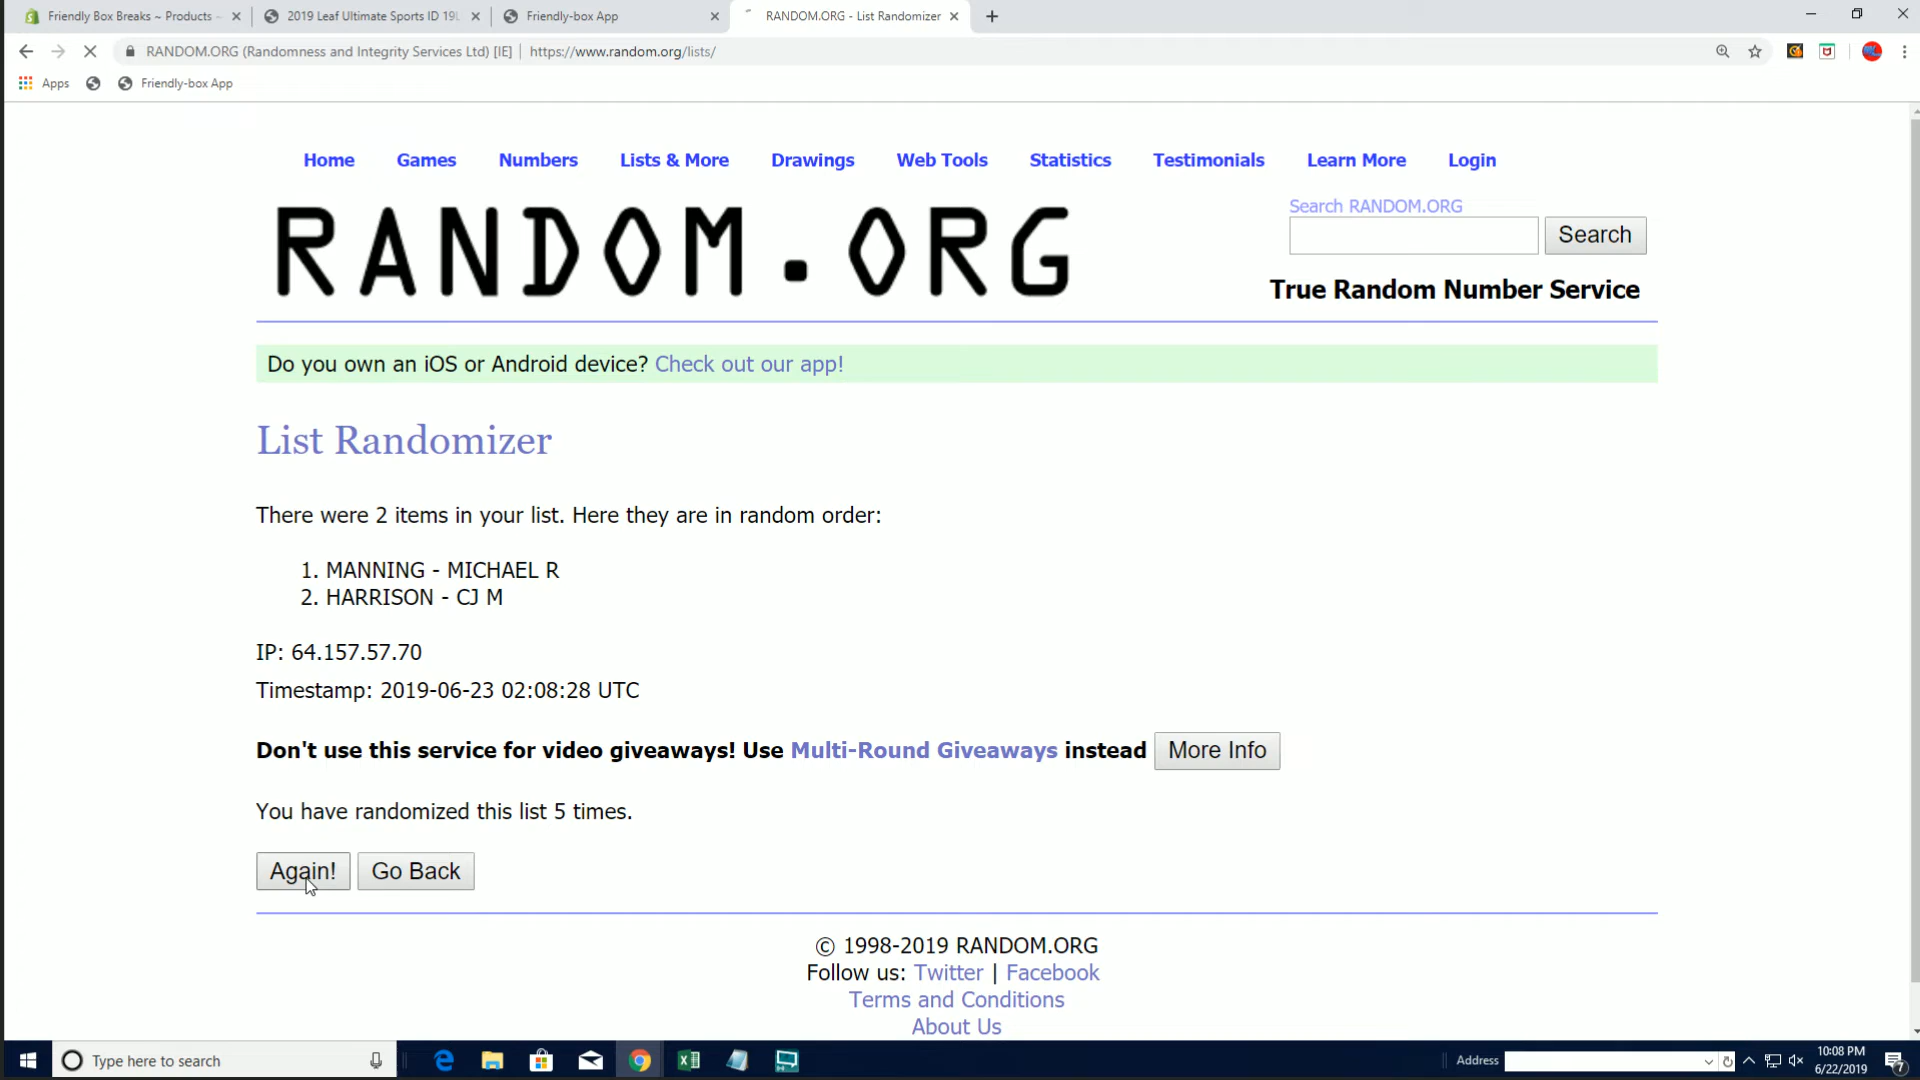 Friendly Box Breaks ~ Products
2019 Leaf Ultimate Sports ID 19L
Friendly-box App
RANDOM.ORG - List Randomizer
RANDOM.ORG (Randomness and Integrity Services Ltd) [IE] | https://www.random.org/lists/
Apps
Friendly-box App
Home Games Numbers Lists & More Drawings Web Tools Statistics Testimonials Learn More Login
RANDOM.ORG
Search RANDOM.ORG
Search
True Random Number Service
Do you own an iOS or Android device? Check out our app!
List Randomizer
There were 2 items in your list. Here they are in random order:
1. MANNING - MICHAEL R
2. HARRISON - CJ M
IP: 64.157.57.70
Timestamp: 2019-06-23 02:08:28 UTC
Don't use this service for video giveaways! Use Multi-Round Giveaways instead More Info
You have randomized this list 5 times.
Again! Go Back
© 1998-2019 RANDOM.ORG
Follow us: Twitter | Facebook
Terms and Conditions
About Us
Type here to search
Address
10:08 PM
6/22/2019
7